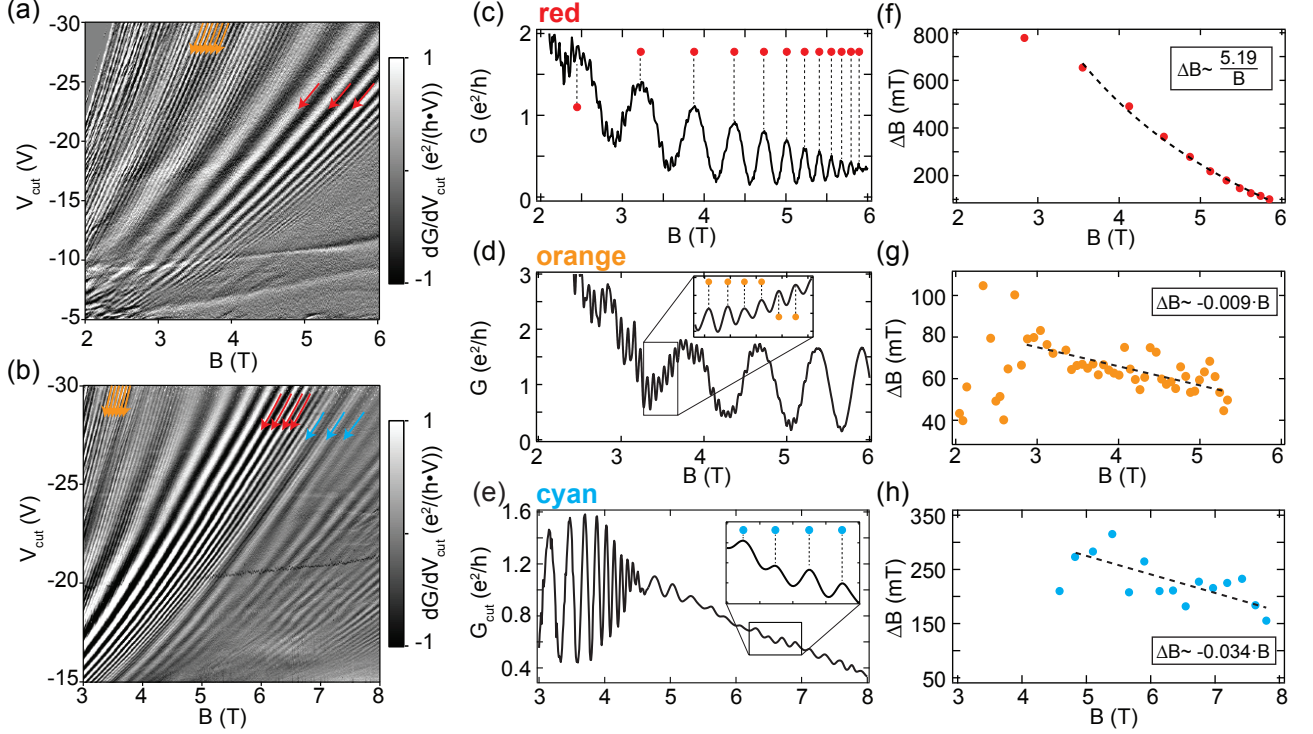 (a)
-30
-25
-20
-15
-10
-5
V_cut (V)
2
3
4
5
6
B (T)
1
-1
dG/dV_cut (e²/(h•V))
(b)
-30
-25
-20
-15
V_cut (V)
3
4
5
6
7
8
B (T)
1
-1
dG/dV_cut (e²/(h•V))
(c)
red
2
1
0
G (e²/h)
2
3
4
5
6
B (T)
(d)
orange
3
2
1
0
G (e²/h)
2
3
4
5
6
B (T)
(e)
cyan
1.6
1.2
0.8
0.4
G_cut (e²/h)
3
4
5
6
7
8
B (T)
(f)
800
600
400
200
ΔB (mT)
ΔB~ 5.19/B
2
3
4
5
6
B (T)
(g)
100
80
60
40
ΔB (mT)
ΔB~ -0.009·B
2
3
4
5
6
B (T)
(h)
350
250
150
50
ΔB (mT)
ΔB~ -0.034·B
3
4
5
6
7
8
B (T)